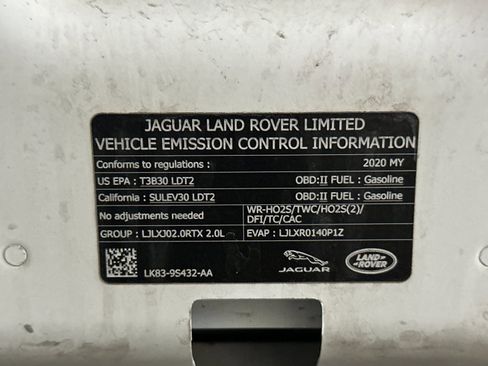 JAGUAR LAND ROVER LIMITED
VEHICLE EMISSION CONTROL INFORMATION
Conforms to regulations : 2020 MY
US EPA : T3B30 LDT2 OBD:II FUEL : Gasoline
California : SULEV30 LDT2 OBD:II FUEL : Gasoline
No adjustments needed WR-HO2S/TWC/HO2S(2)/
DFI/TC/CAC
GROUP : LJLXJ02.0RTX 2.0L EVAP : LJLXR0140P1Z
LK83-9S432-AA
JAGUAR
LAND
ROVER